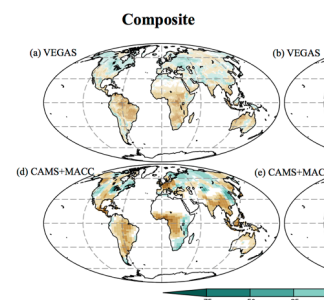 Composite
(a) VEGAS
(b) VEGAS
(d) CAMS+MACC
(e) CAMS+MAC